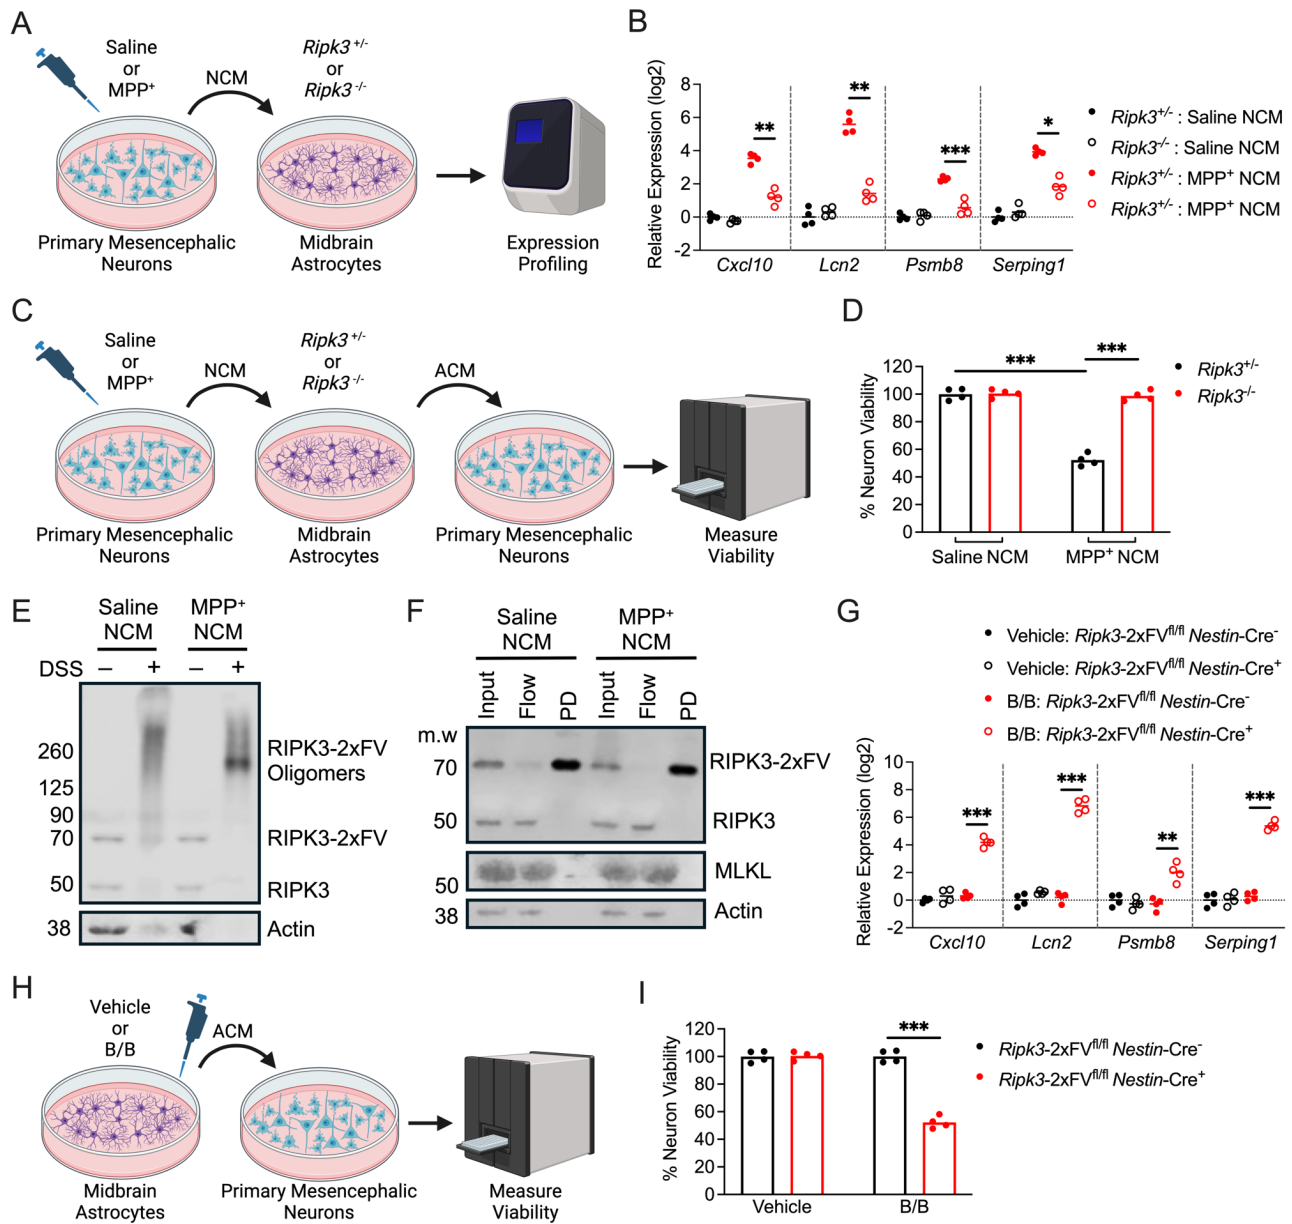 A
Saline
or
MPP⁺
NCM
Ripk3 +/-
or
Ripk3 -/-
Primary Mesencephalic
Neurons
Midbrain
Astrocytes
Expression
Profiling
B
Relative Expression (log2)
8
6
4
2
0
-2
**
**
***
*
Cxcl10
Lcn2
Psmb8
Serping1
Ripk3+/- : Saline NCM
Ripk3-/- : Saline NCM
Ripk3+/- : MPP+ NCM
Ripk3+/- : MPP+ NCM
C
Saline
or
MPP⁺
NCM
Ripk3 +/-
or
Ripk3 -/-
ACM
Primary Mesencephalic
Neurons
Midbrain
Astrocytes
Primary Mesencephalic
Neurons
Measure
Viability
D
% Neuron Viability
120
100
80
60
40
20
0
***
***
Saline NCM
MPP+ NCM
Ripk3+/-
Ripk3-/-
E
Saline
NCM
MPP+
NCM
DSS
–
+
–
+
260
125
90
70
50
38
RIPK3-2xFV
Oligomers
RIPK3-2xFV
RIPK3
Actin
F
Saline
NCM
MPP+
NCM
Input
Flow
PD
Input
Flow
PD
m.w
70
50
50
38
RIPK3-2xFV
RIPK3
MLKL
Actin
G
Vehicle: Ripk3-2xFVfl/fl Nestin-Cre-
Vehicle: Ripk3-2xFVfl/fl Nestin-Cre+
B/B: Ripk3-2xFVfl/fl Nestin-Cre-
B/B: Ripk3-2xFVfl/fl Nestin-Cre+
Relative Expression (log2)
10
8
6
4
2
0
-2
***
***
**
***
Cxcl10
Lcn2
Psmb8
Serping1
H
Vehicle
or
B/B
ACM
Midbrain
Astrocytes
Primary Mesencephalic
Neurons
Measure
Viability
I
% Neuron Viability
120
100
80
60
40
20
0
***
Vehicle
B/B
Ripk3-2xFVfl/fl Nestin-Cre-
Ripk3-2xFVfl/fl Nestin-Cre+